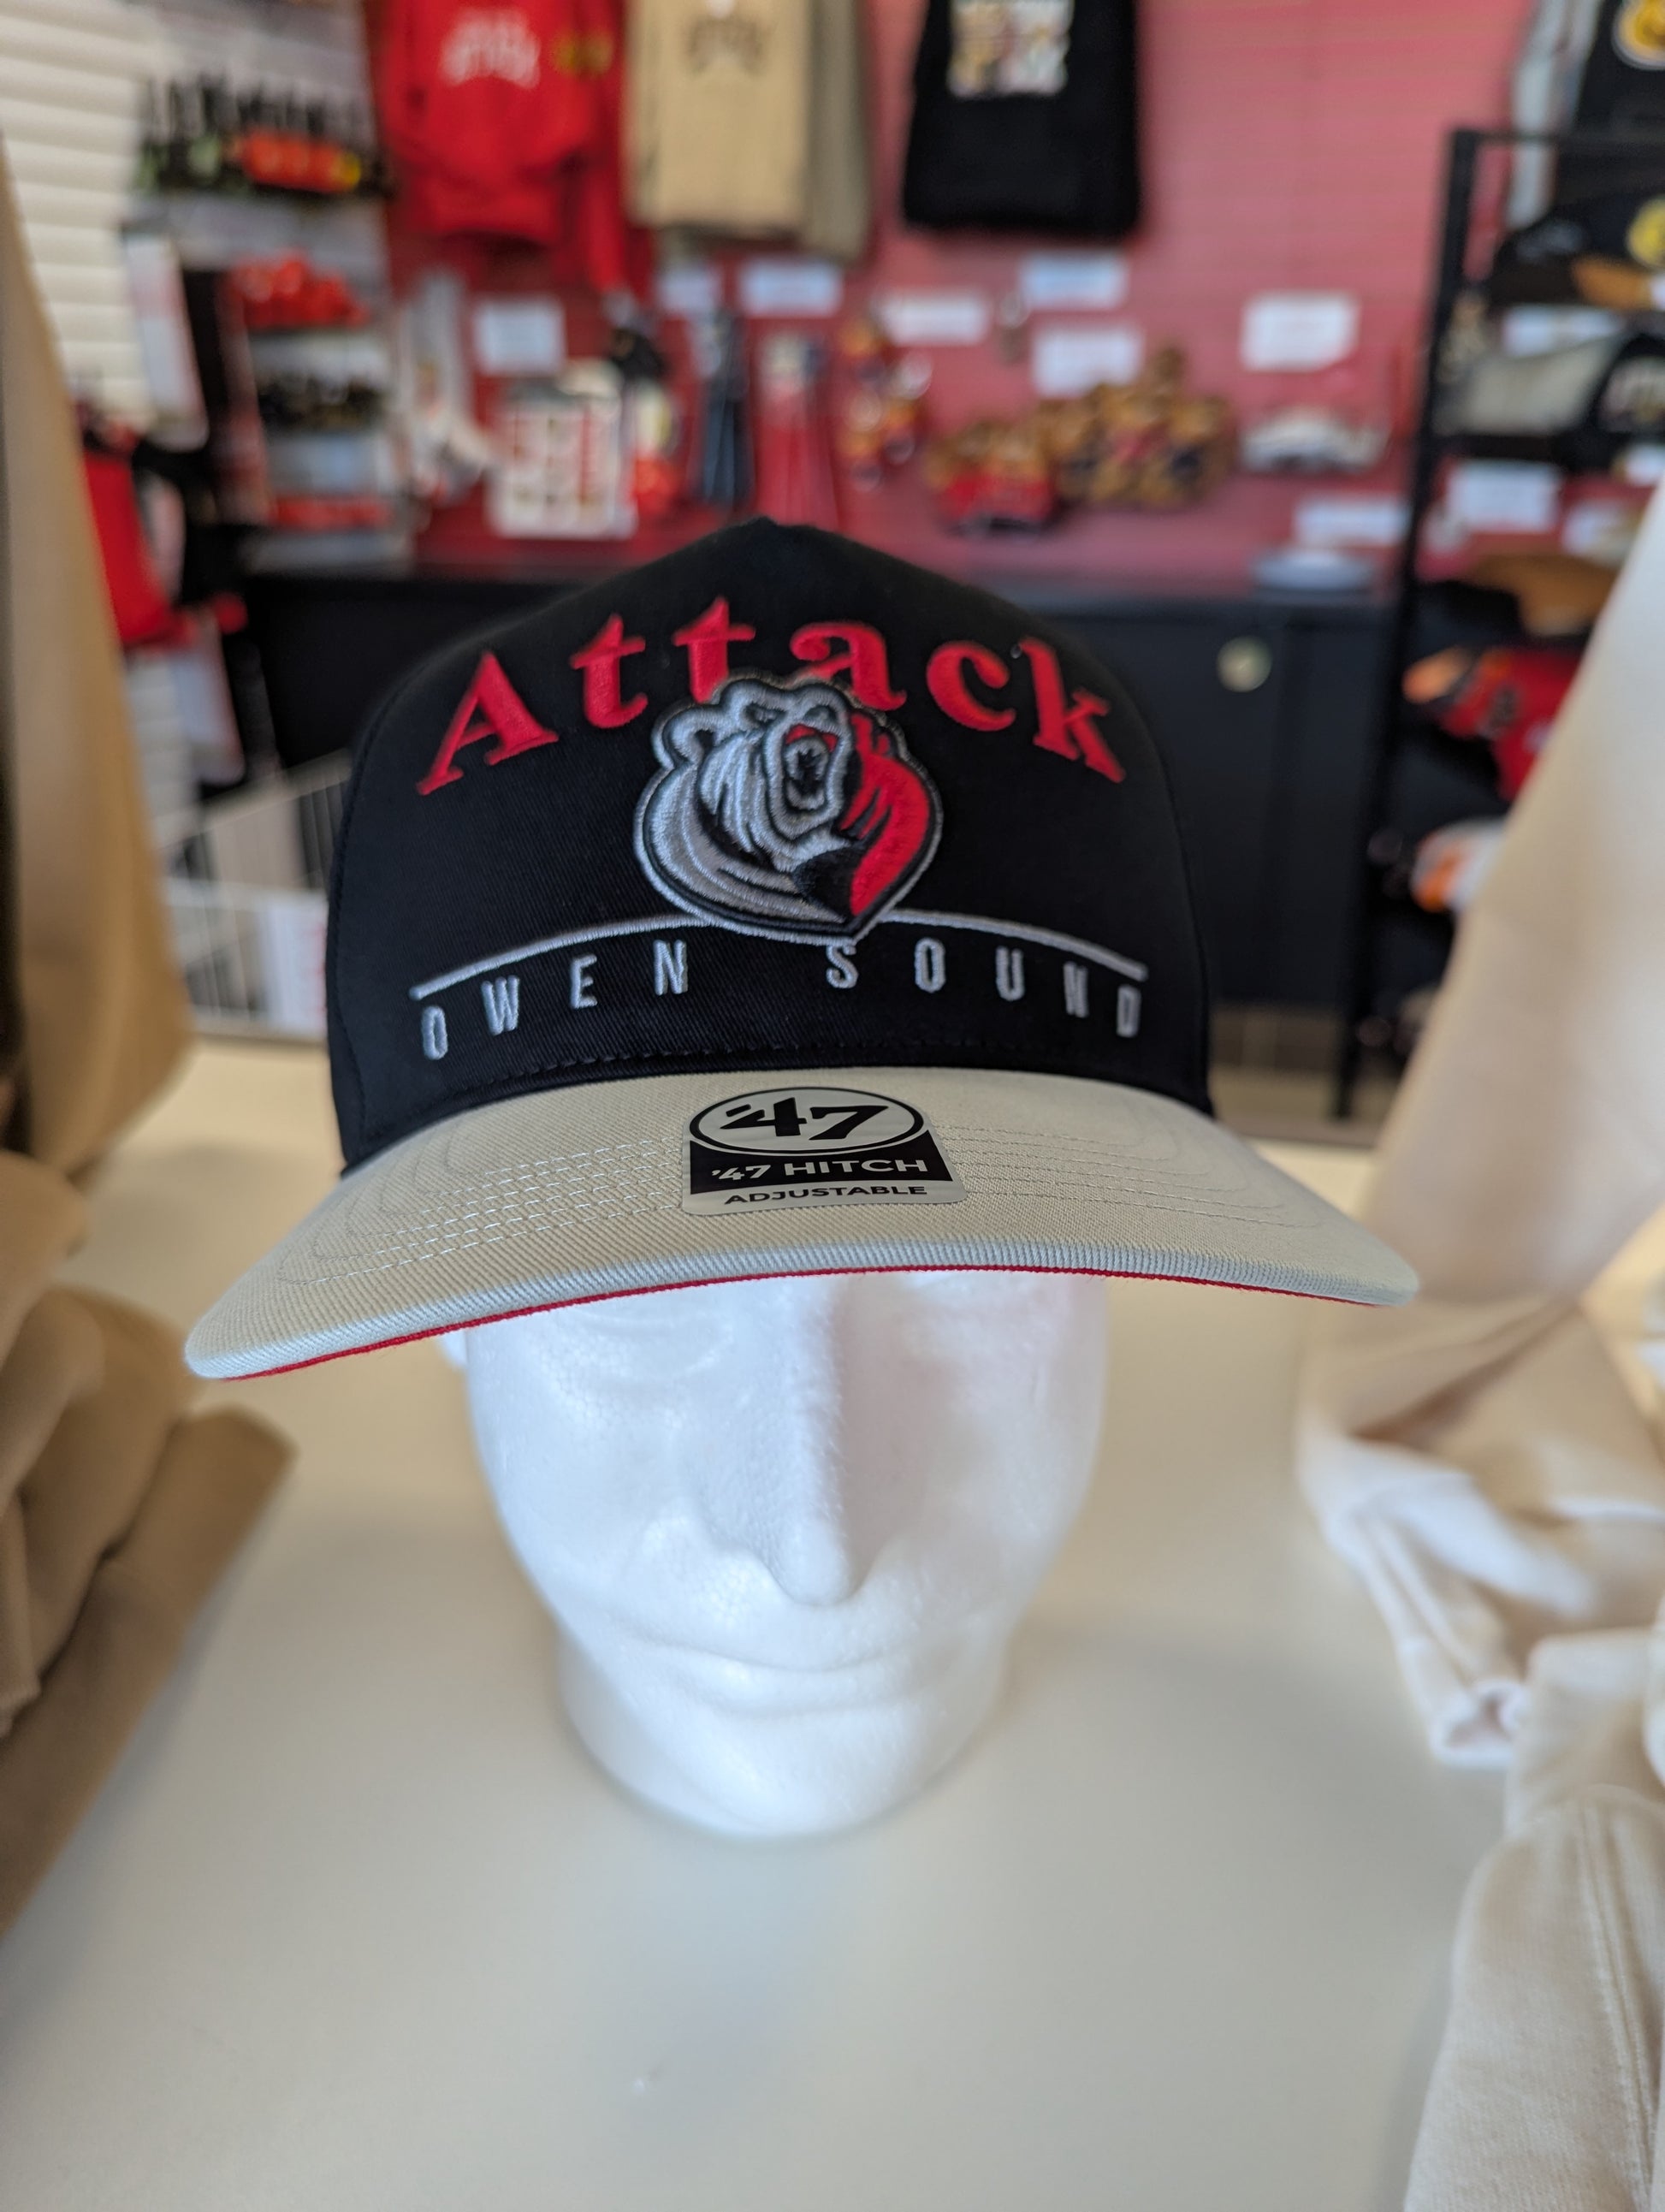 Attack
OWEN SOUND
'47
'47 HITCH
ADJUSTABLE